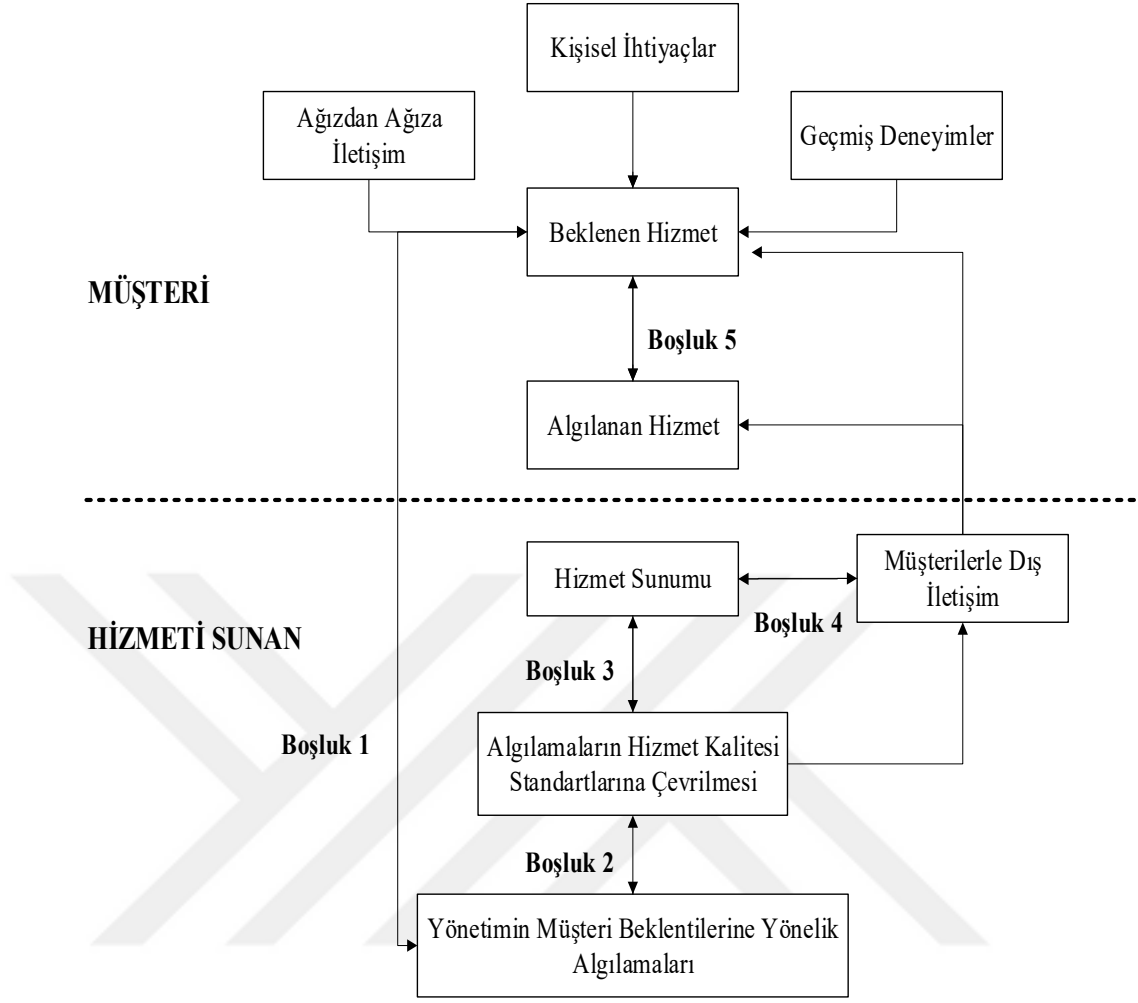 Kişisel İhtiyaçlar
Ağızdan Ağıza
İletişim
Geçmiş Deneyimler
Beklenen Hizmet
MÜŞTERİ
Boşluk 5
Algılanan Hizmet
Hizmet Sunumu
Müşterilerle Dış
İletişim
Boşluk 4
HİZMETİ SUNAN
Boşluk 3
Boşluk 1
Algılamaların Hizmet Kalitesi
Standartlarına Çevrilmesi
Boşluk 2
Yönetimin Müşteri Beklentilerine Yönelik
Algılamaları